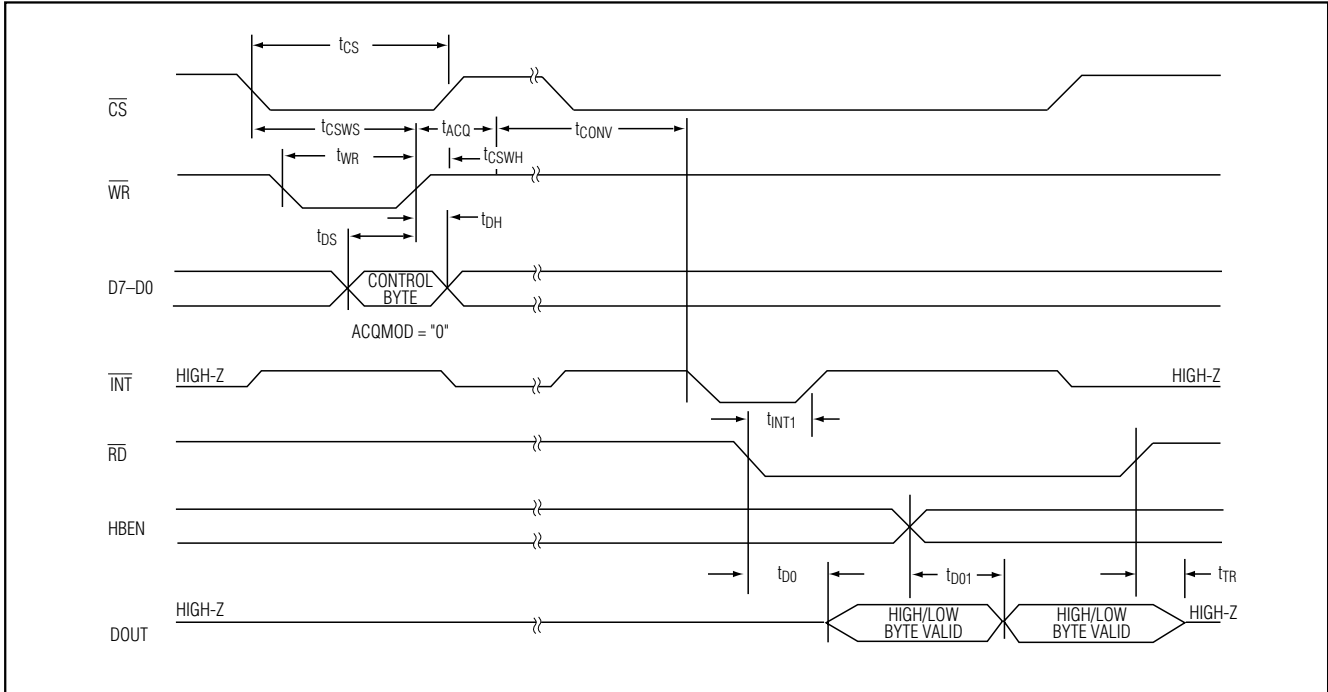 tCS
CS
tCSWS
tACQ
tCONV
tWR
tCSWH
WR
tDH
tDS
D7–D0
CONTROL
BYTE
ACQMOD = "0"
INT
HIGH-Z
HIGH-Z
tINT1
RD
HBEN
tD0
tD01
tTR
HIGH-Z
HIGH/LOW
BYTE VALID
HIGH/LOW
BYTE VALID
HIGH-Z
DOUT